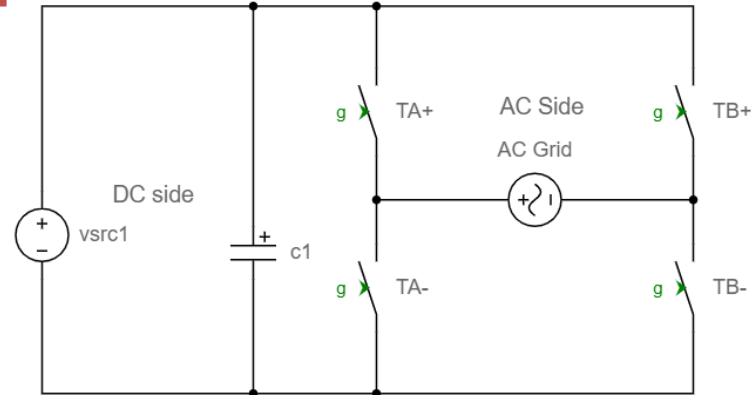 g
TA+
AC Side
g
TB+
AC Grid
DC side
+
−
vsrc1
+
c1
+
g
TA-
g
TB-